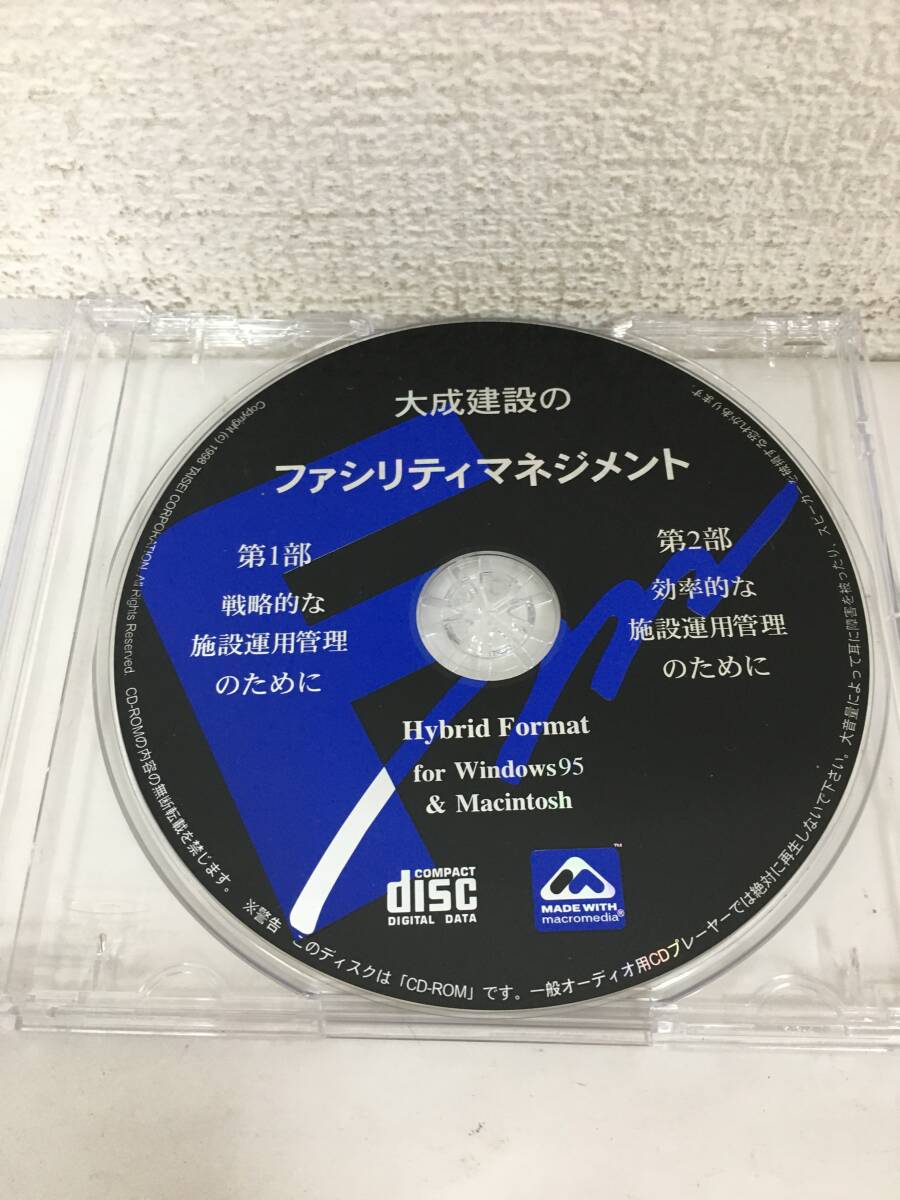 大成建設の
ファシリティマネジメント
第1部
戦略的な
施設運用管理
のために
第2部
効率的な
施設運用管理
のために
Fm
Hybrid Format
for Windows95
& Macintosh
COMPACT
disc
DIGITAL DATA
MADE WITH
macromedia®
™
Copyright (c) 1998 TAISEI CORPORATION All Rights Reserved. CD-ROMの内容の無断転載を禁じます。 ※警告 このディスクは「CD-ROM」です。一般オーディオ用CDプレーヤーでは絶対に再生しないで下さい。大音量によって耳に障害を被ったり、スピーカーを破損する恐れがあります。